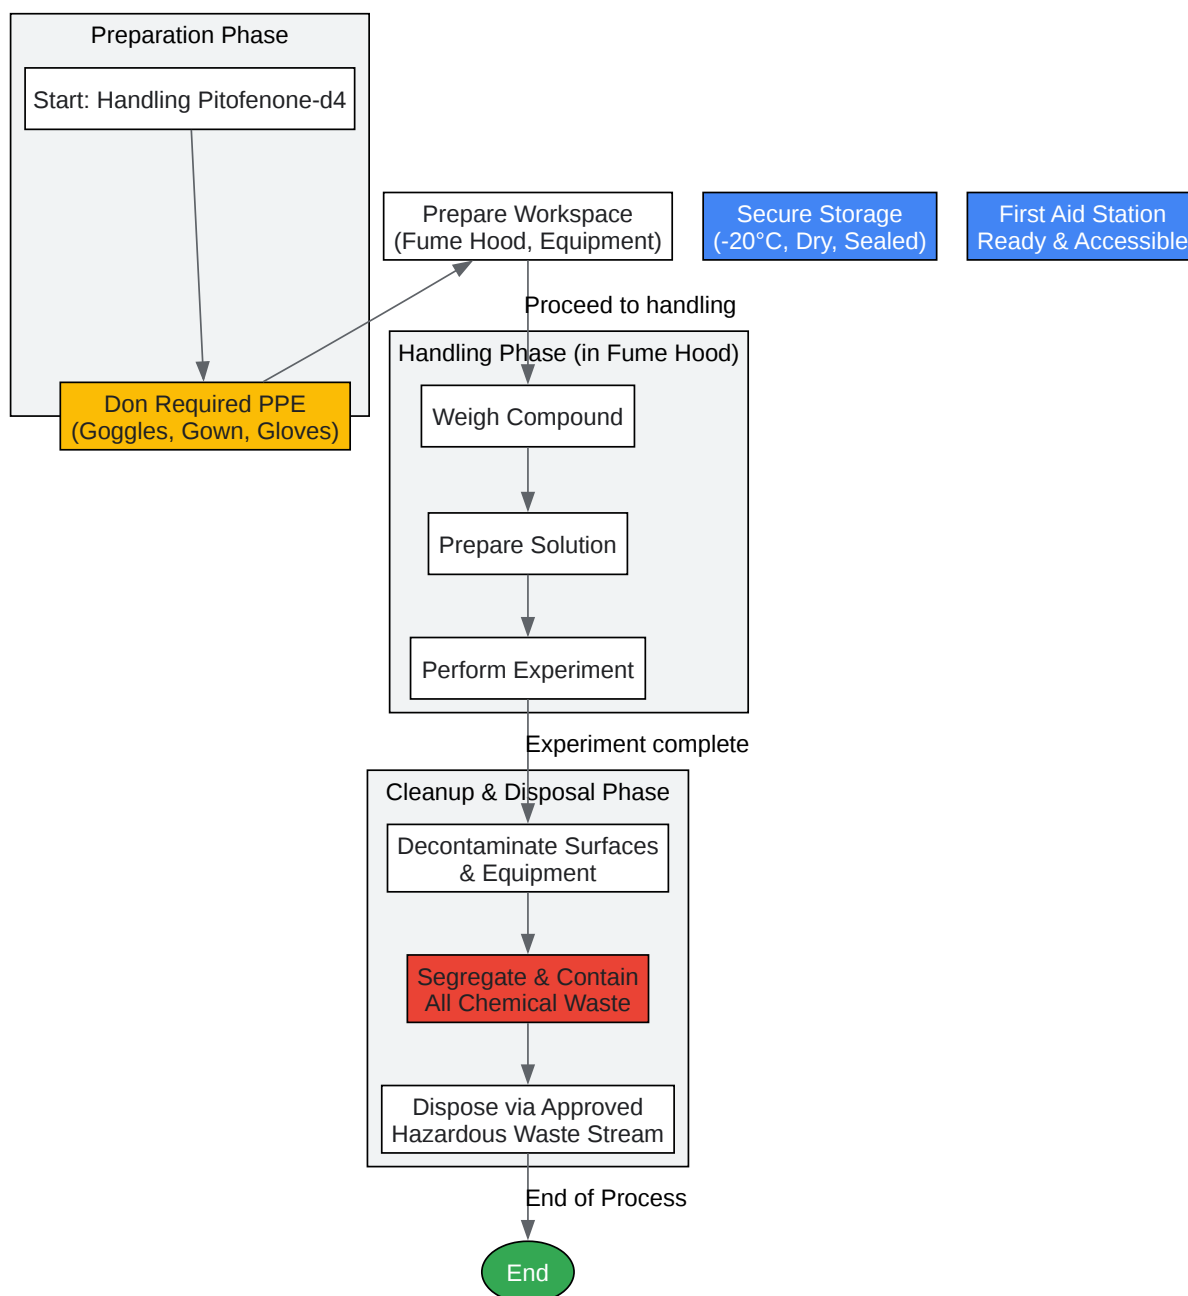 Preparation Phase
Start: Handling Pitofenone-d4
Don Required PPE
(Goggles, Gown, Gloves)
Prepare Workspace
(Fume Hood, Equipment)
Secure Storage
(-20°C, Dry, Sealed)
First Aid Station
Ready & Accessible
Proceed to handling
Handling Phase (in Fume Hood)
Weigh Compound
Prepare Solution
Perform Experiment
Experiment complete
Cleanup & Disposal Phase
Decontaminate Surfaces
& Equipment
Segregate & Contain
All Chemical Waste
Dispose via Approved
Hazardous Waste Stream
End of Process
End